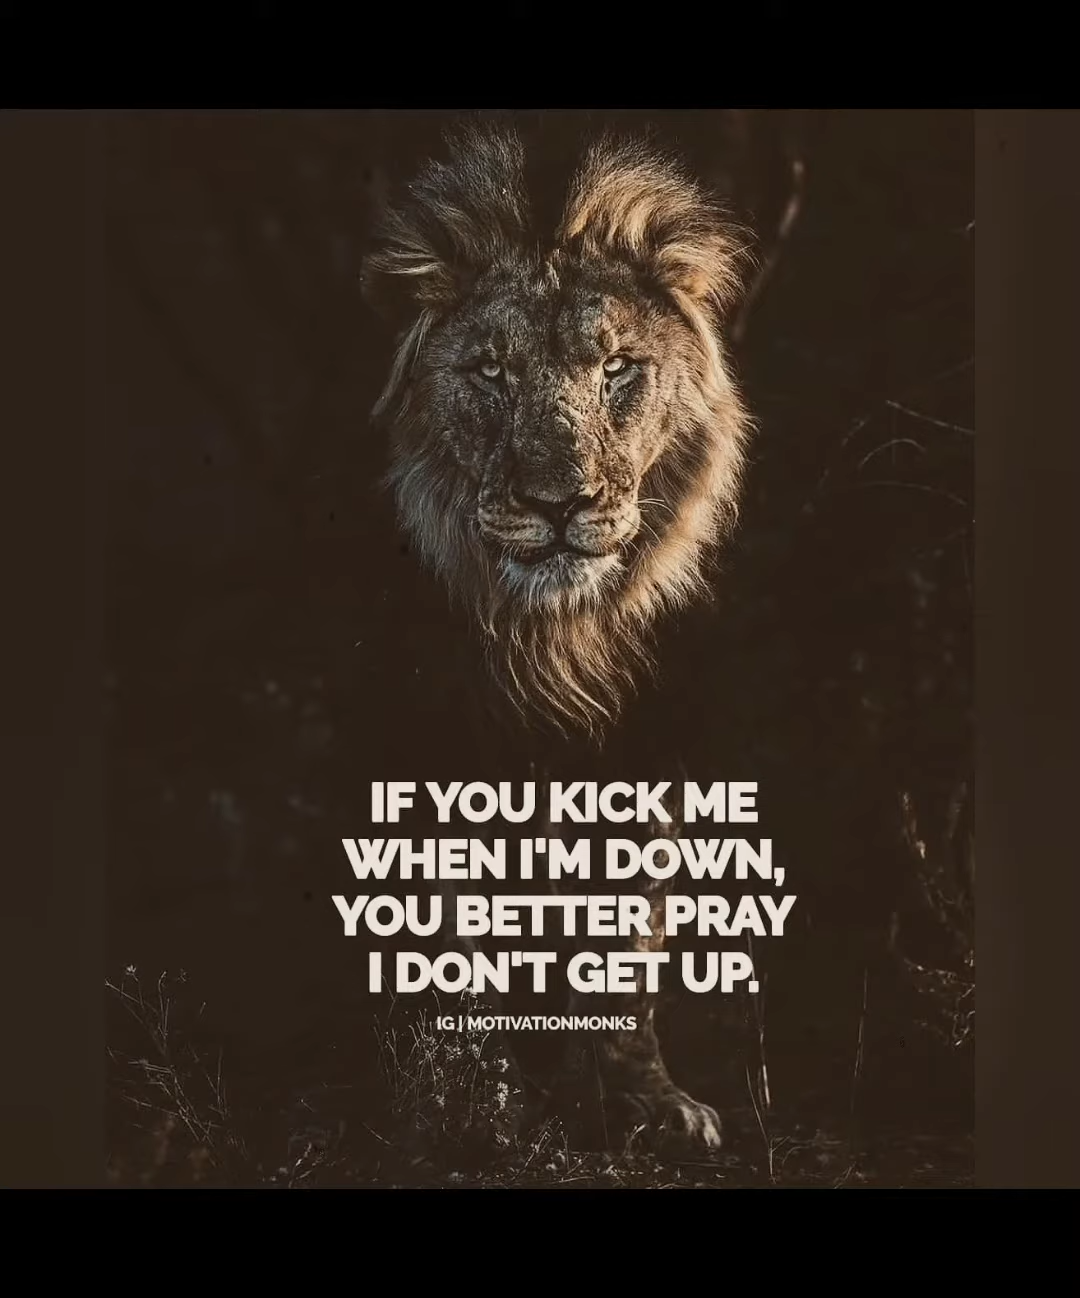 IF YOU KICK ME
WHEN I'M DOWN,
YOU BETTER PRAY
I DON'T GET UP.
IG | MOTIVATIONMONKS